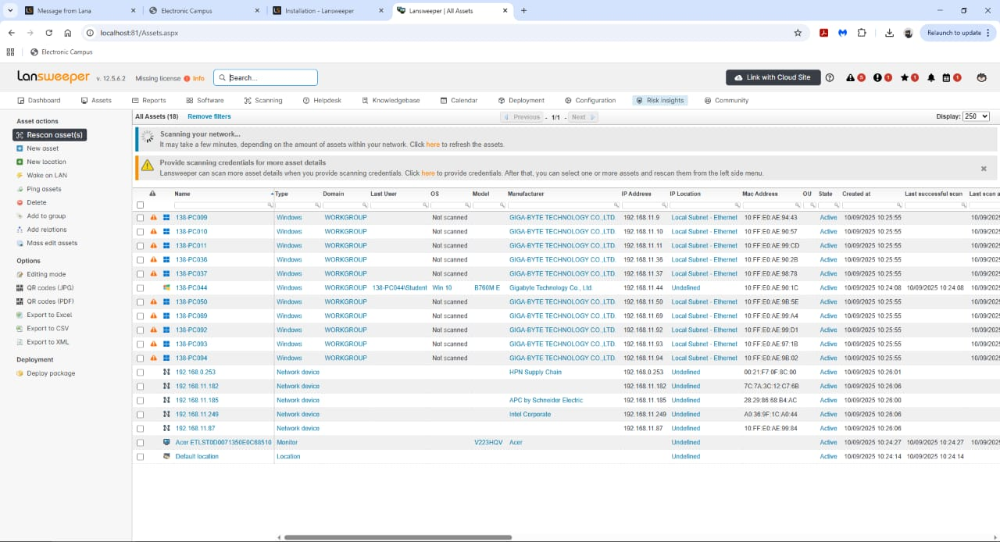 Message from Lana
Electronic Campus
Installation - Lansweeper
Lansweeper | All Assets
localhost:81/Assets.aspx
Relaunch to update
Electronic Campus
Lansweeper v. 12.5.6.2 Missing license Info Search... Link with Cloud Site 5 1 1 1
Dashboard Assets Reports Software Scanning Helpdesk Knowledgebase Calendar Deployment Configuration Risk insights Community
Asset actions
Rescan asset(s)
New asset
New location
Wake on LAN
Ping assets
Delete
Add to group
Add relations
Mass edit assets
Options
Editing mode
QR codes (JPG)
QR codes (PDF)
Export to Excel
Export to CSV
Export to XML
Deployment
Deploy package
All Assets (18) Remove filters Previous - 1/1 - Next Display: 250
Scanning your network...
It may take a few minutes, depending on the amount of assets within your network. Click here to refresh the assets.
Provide scanning credentials for more asset details
Lansweeper can scan more asset details when you provide scanning credentials. Click here to provide credentials. After that, you can select one or more assets and rescan them from the left side menu.
Name Type Domain Last User OS Model Manufacturer IP Address IP Location Mac Address OU State Created at Last successful scan Last scan a
138-PC009 Windows WORKGROUP Not scanned GIGA-BYTE TECHNOLOGY CO.,LTD. 192.168.11.9 Local Subnet - Ethernet 10:FF:E0:AE:94:43 Active 10/09/2025 10:25:55 10/09/2025
138-PC010 Windows WORKGROUP Not scanned GIGA-BYTE TECHNOLOGY CO.,LTD. 192.168.11.10 Local Subnet - Ethernet 10:FF:E0:AE:90:57 Active 10/09/2025 10:25:55 10/09/2025
138-PC011 Windows WORKGROUP Not scanned GIGA-BYTE TECHNOLOGY CO.,LTD. 192.168.11.11 Local Subnet - Ethernet 10:FF:E0:AE:99:CD Active 10/09/2025 10:25:55 10/09/2025
138-PC036 Windows WORKGROUP Not scanned GIGA-BYTE TECHNOLOGY CO.,LTD. 192.168.11.36 Local Subnet - Ethernet 10:FF:E0:AE:90:2B Active 10/09/2025 10:25:55 10/09/2025
138-PC037 Windows WORKGROUP Not scanned GIGA-BYTE TECHNOLOGY CO.,LTD. 192.168.11.37 Local Subnet - Ethernet 10:FF:E0:AE:98:78 Active 10/09/2025 10:25:55 10/09/2025
138-PC044 Windows WORKGROUP 138-PC044\Student Win 10 B760M E Gigabyte Technology Co., Ltd. 192.168.11.44 Undefined 10:FF:E0:AE:90:1C Active 10/09/2025 10:24:08 10/09/2025 10:24:08 10/09/2025
138-PC050 Windows WORKGROUP Not scanned GIGA-BYTE TECHNOLOGY CO.,LTD. 192.168.11.50 Local Subnet - Ethernet 10:FF:E0:AE:9B:5E Active 10/09/2025 10:25:55 10/09/2025
138-PC069 Windows WORKGROUP Not scanned GIGA-BYTE TECHNOLOGY CO.,LTD. 192.168.11.69 Local Subnet - Ethernet 10:FF:E0:AE:99:A4 Active 10/09/2025 10:25:55 10/09/2025
138-PC092 Windows WORKGROUP Not scanned GIGA-BYTE TECHNOLOGY CO.,LTD. 192.168.11.92 Local Subnet - Ethernet 10:FF:E0:AE:99:D1 Active 10/09/2025 10:25:55 10/09/2025
138-PC093 Windows WORKGROUP Not scanned GIGA-BYTE TECHNOLOGY CO.,LTD. 192.168.11.93 Local Subnet - Ethernet 10:FF:E0:AE:97:1B Active 10/09/2025 10:25:55 10/09/2025
138-PC094 Windows WORKGROUP Not scanned GIGA-BYTE TECHNOLOGY CO.,LTD. 192.168.11.94 Local Subnet - Ethernet 10:FF:E0:AE:9B:02 Active 10/09/2025 10:25:55 10/09/2025
192.168.0.253 Network device HPN Supply Chain 192.168.0.253 Undefined 00:21:F7:0F:8C:00 Active 10/09/2025 10:26:01
192.168.11.182 Network device 192.168.11.182 Undefined 7C:7A:3C:12:C7:6B Active 10/09/2025 10:26:06
192.168.11.185 Network device APC by Schneider Electric 192.168.11.185 Undefined 28:29:86:68:B4:AC Active 10/09/2025 10:26:00
192.168.11.249 Network device Intel Corporate 192.168.11.249 Undefined A0:36:9F:1C:A0:44 Active 10/09/2025 10:26:06
192.168.11.87 Network device 192.168.11.87 Undefined 10:FF:E0:AE:99:84 Active 10/09/2025 10:26:06
Acer ETLST0D0071350E0C68510 Monitor V223HQV Acer Undefined Active 10/09/2025 10:24:27 10/09/2025 10:24:27 10/09/2025
Default location Location Undefined Active 10/09/2025 10:24:14 10/09/2025 10:24:14